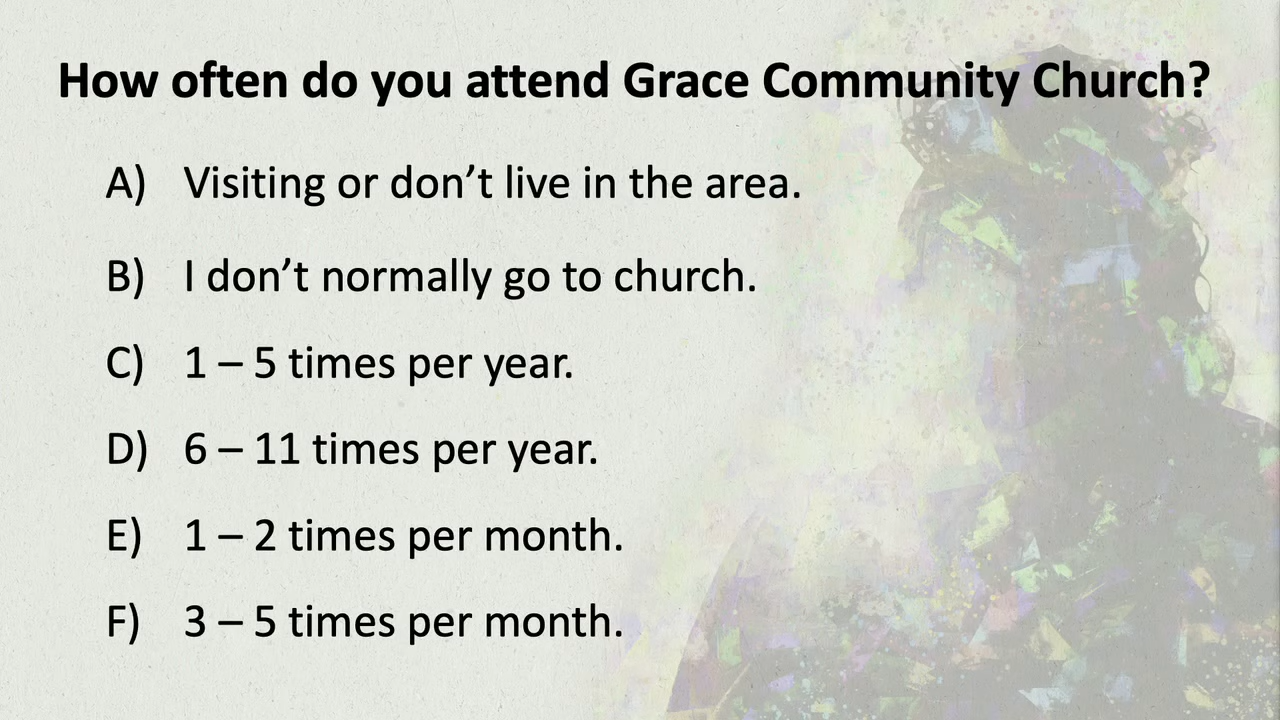 How often do you attend Grace Community Church?
A) Visiting or don’t live in the area.
B) I don’t normally go to church.
C) 1 – 5 times per year.
D) 6 – 11 times per year.
E) 1 – 2 times per month.
F) 3 – 5 times per month.